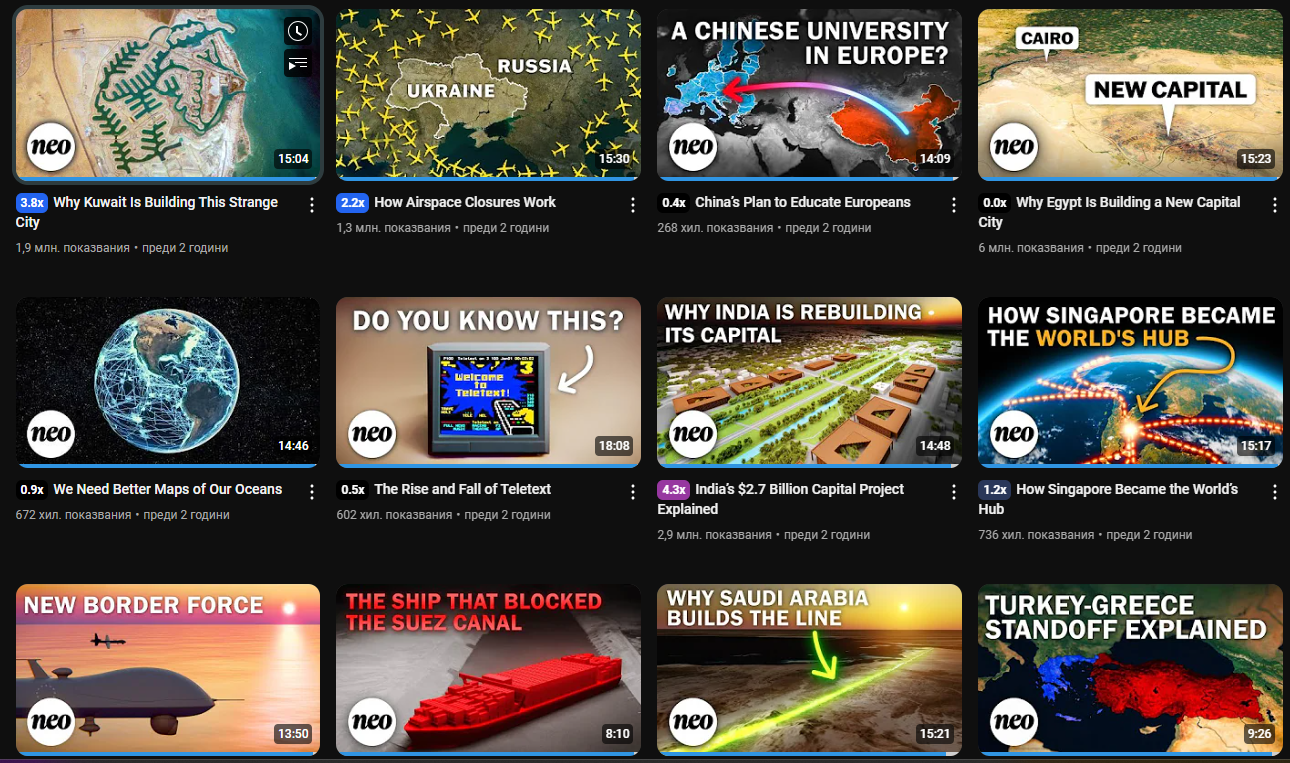 neo
15:04
RUSSIA
UKRAINE
15:30
A CHINESE UNIVERSITY
IN EUROPE?
neo
14:09
CAIRO
NEW CAPITAL
neo
15:23
3.8x Why Kuwait Is Building This Strange
City
1,9 млн. показвания • преди 2 години
2.2x How Airspace Closures Work
1,3 млн. показвания • преди 2 години
0.4x China’s Plan to Educate Europeans
268 хил. показвания • преди 2 години
0.0x Why Egypt Is Building a New Capital
City
6 млн. показвания • преди 2 години
neo
14:46
DO YOU KNOW THIS?
Welcome
to
Teletext!
neo
18:08
WHY INDIA IS REBUILDING
ITS CAPITAL
neo
14:48
HOW SINGAPORE BECAME
THE WORLD'S HUB
neo
15:17
0.9x We Need Better Maps of Our Oceans
672 хил. показвания • преди 2 години
0.5x The Rise and Fall of Teletext
602 хил. показвания • преди 2 години
4.3x India’s $2.7 Billion Capital Project
Explained
2,9 млн. показвания • преди 2 години
1.2x How Singapore Became the World’s
Hub
736 хил. показвания • преди 2 години
NEW BORDER FORCE
neo
13:50
THE SHIP THAT BLOCKED
THE SUEZ CANAL
neo
8:10
WHY SAUDI ARABIA
BUILDS THE LINE
neo
15:21
TURKEY-GREECE
STANDOFF EXPLAINED
neo
9:26